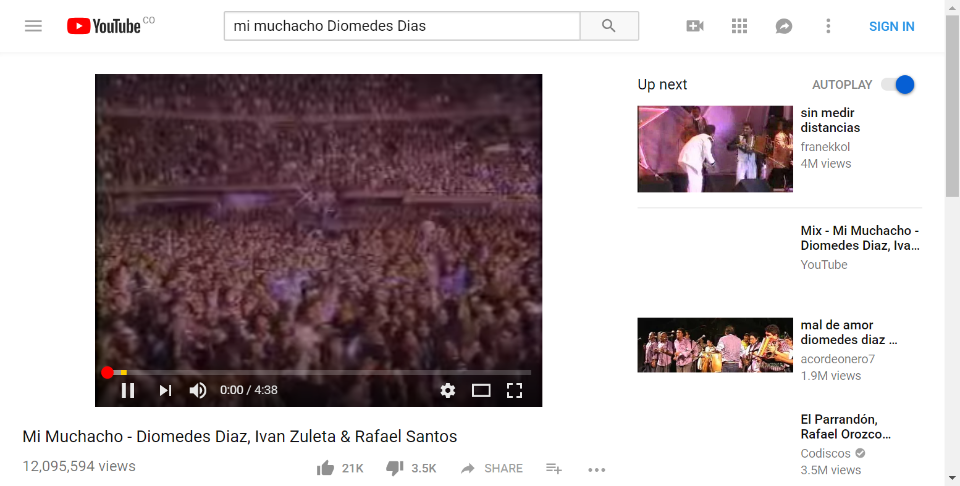 YouTube CO
mi muchacho Diomedes Dias
SIGN IN
Up next
AUTOPLAY
sin medir
distancias
franekkol
4M views
Mix - Mi Muchacho -
Diomedes Diaz, Iva...
YouTube
mal de amor
diomedes diaz ...
acordeonero7
1.9M views
El Parrandón,
Rafael Orozco...
Codiscos
3.5M views
0:00 / 4:38
Mi Muchacho - Diomedes Diaz, Ivan Zuleta & Rafael Santos
12,095,594 views
21K
3.5K
SHARE